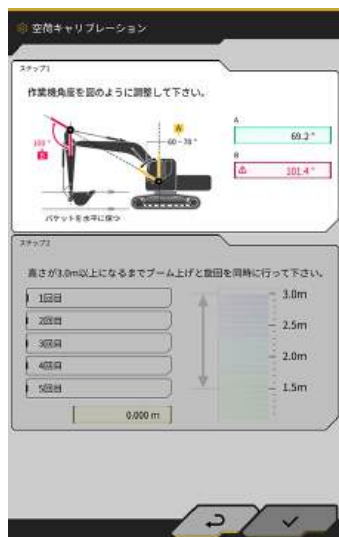 空荷キャリブレーション
ステップ1
作業機角度を図のように調整して下さい。
A
60~70°
100°
B
バケットを水平に保つ
A
69.2°
B
101.4°
ステップ2
高さが3.0m以上になるまでブーム上げと旋回を同時に行って下さい。
1回目
2回目
3回目
4回目
5回目
0.000 m
3.0m
2.5m
2.0m
1.5m